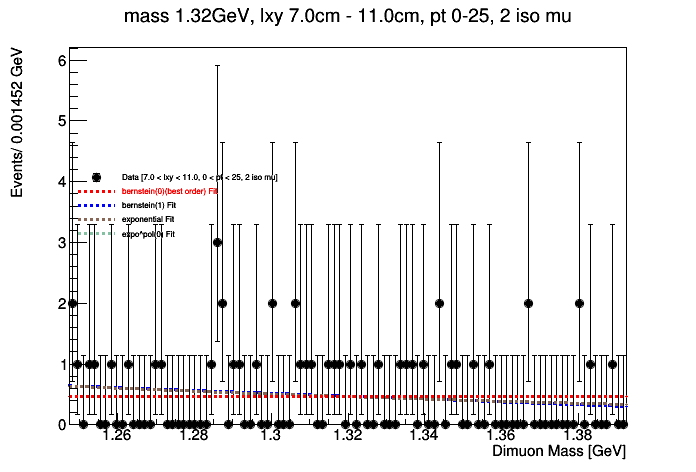 mass 1.32GeV, lxy 7.0cm - 11.0cm, pt 0-25, 2 iso mu
Events/ 0.001452 GeV
6
5
4
3
2
1
0
Data [7.0 < lxy < 11.0, 0 < pt < 25, 2 iso mu]
bernstein(0)(best order) Fit
bernstein(1) Fit
exponential Fit
expo*pol(0) Fit
1.26 1.28 1.3 1.32 1.34 1.36 1.38
Dimuon Mass [GeV]